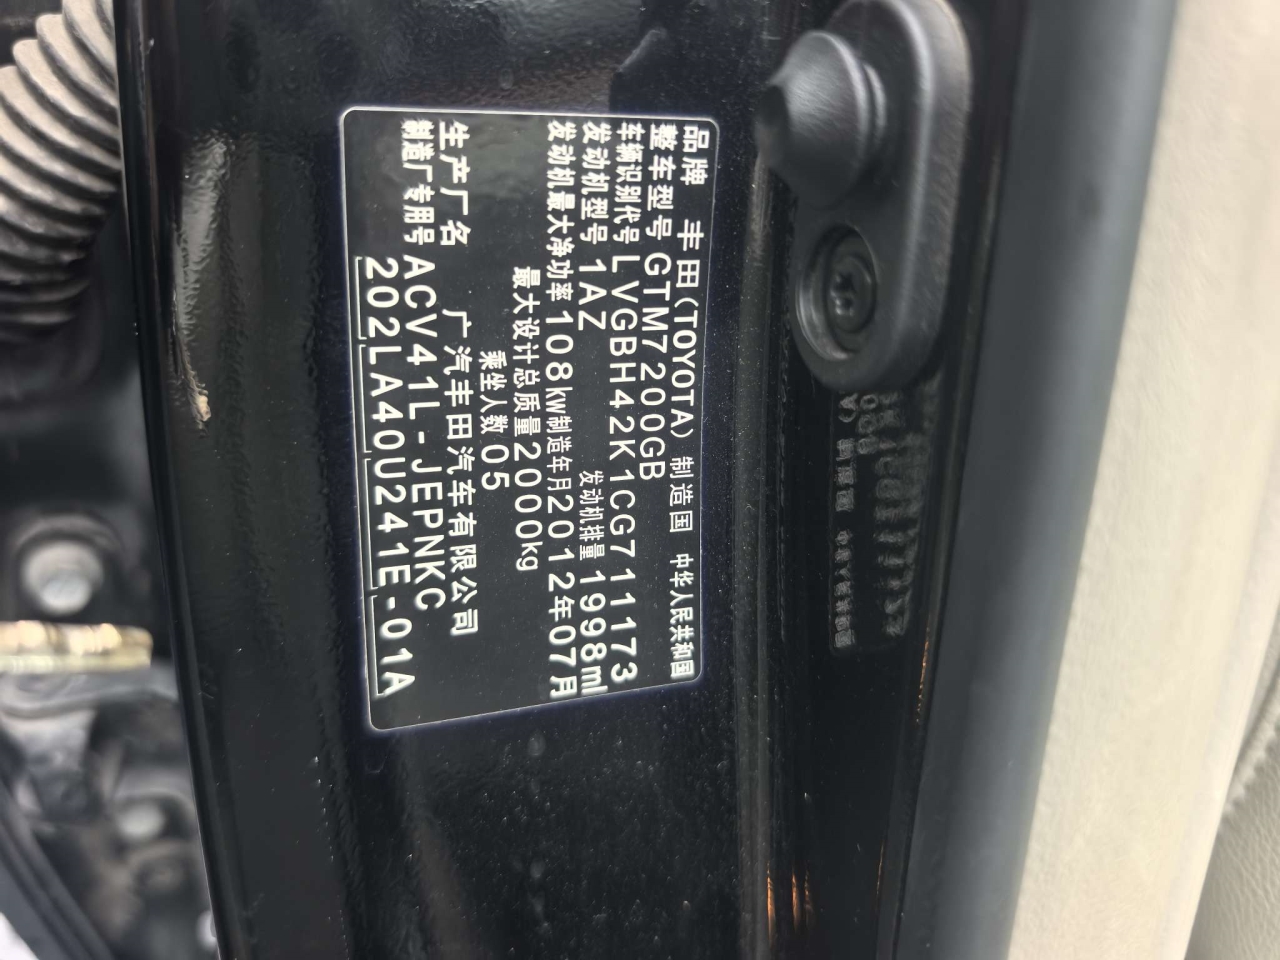 品牌 丰田(TOYOTA) 制造国 中华人民共和国
整车型号 GTM7200GB
车辆识别代号 LVGBH42K1CG711173
发动机型号 1AZ 发动机排量 1998ml
发动机最大净功率 108kw 制造年月 2012年07月
最大设计总质量 2000kg
乘坐人数 05
生产厂名 广汽丰田汽车有限公司
制造厂专用号 ACV41L-JEPNKC
202LA40U241E-01A